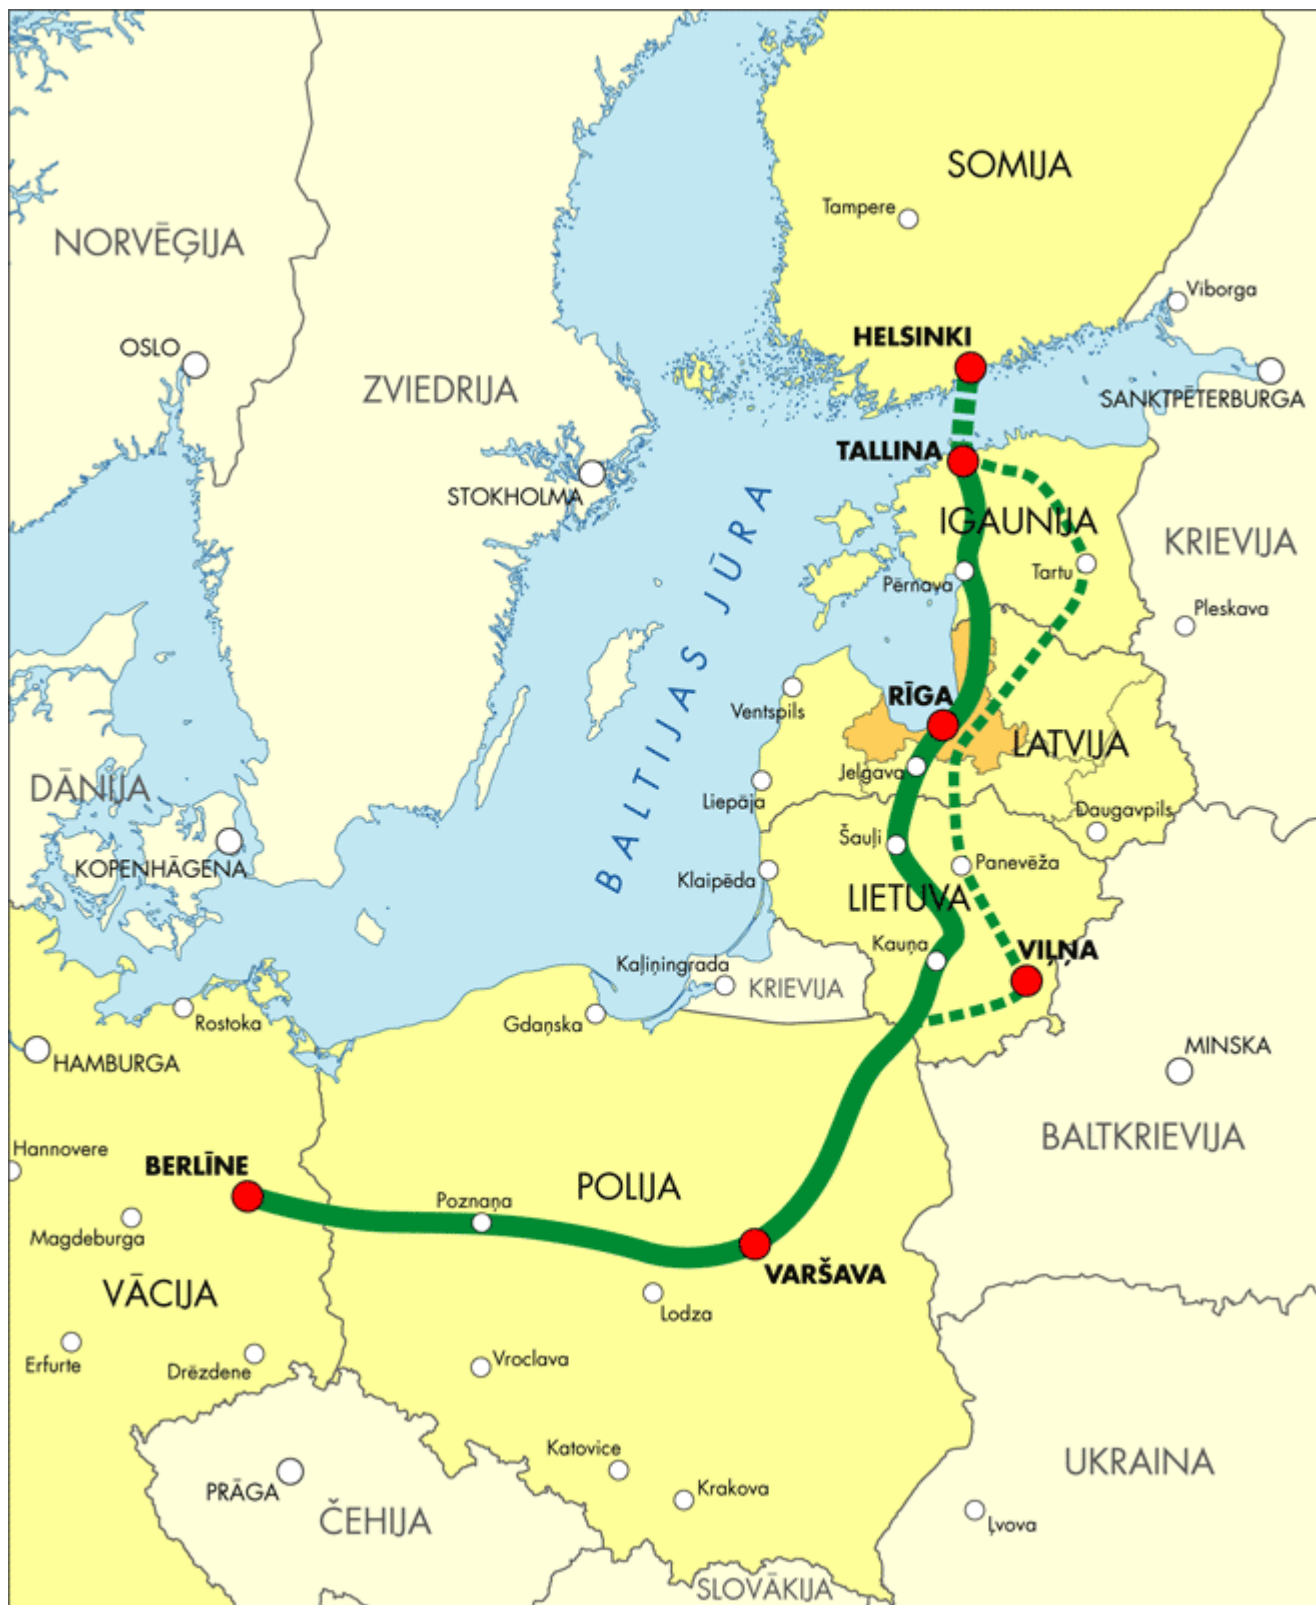 SOMIJA
Tampere
NORVĒĢIJA
Viborga
HELSINKI
OSLO
ZVIEDRIJA
SANKTPĒTERBURGA
TALLINA
STOKHOLMA
IGAUNIJA
KRIEVIJA
Pērnava
Tartu
Pleskava
BALTIJAS JŪRA
RĪGA
Ventspils
LATVIJA
Jelgava
DĀNIJA
Liepāja
Daugavpils
Šauļi
KOPENHĀGENA
Panevēža
Klaipēda
LIETUVA
Kauņa
VIĻŅA
Kaļiņingrada
KRIEVIJA
Rostoka
Gdaņska
HAMBURGA
MINSKA
BALTKRIEVIJA
Hannovere
BERLĪNE
POLIJA
Poznaņa
Magdeburga
VARŠAVA
VĀCIJA
Lodza
Erfurte
Drēzdene
Vroclava
Katovice
UKRAINA
PRĀGA
Krakova
ČEHIJA
Ļvova
SLOVĀKIJA